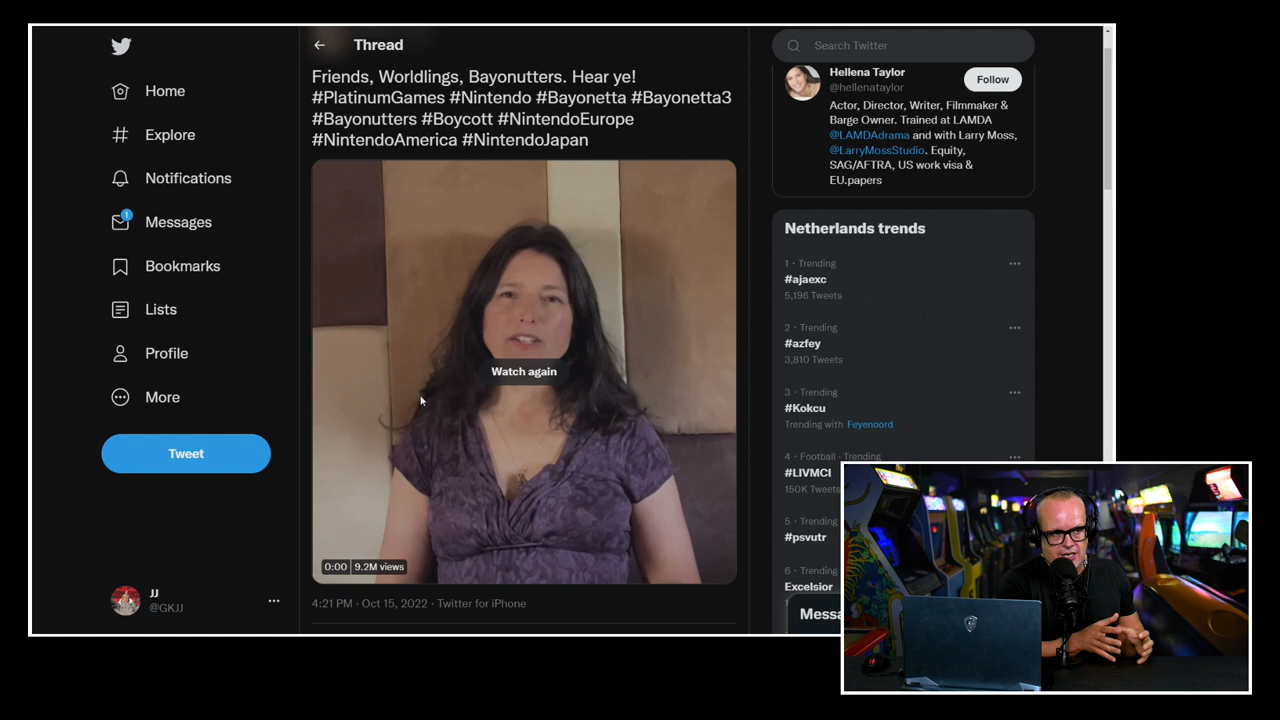 Thread
Search Twitter
Home
Explore
Notifications
1
Messages
Bookmarks
Lists
Profile
More
Tweet
JJ
@GKJJ
Friends, Worldlings, Bayonutters. Hear ye!
#PlatinumGames #Nintendo #Bayonetta #Bayonetta3
#Bayonutters #Boycott #NintendoEurope
#NintendoAmerica #NintendoJapan
Watch again
0:00 9.2M views
4:21 PM · Oct 15, 2022 · Twitter for iPhone
Hellena Taylor
@hellenataylor
Follow
Actor, Director, Writer, Filmmaker &
Barge Owner. Trained at LAMDA
@LAMDAdrama and with Larry Moss,
@LarryMossStudio. Equity,
SAG/AFTRA, US work visa &
EU.papers
Netherlands trends
1 · Trending
#ajaexc
5,196 Tweets
2 · Trending
#azfey
3,810 Tweets
3 · Trending
#Kokcu
Trending with Feyenoord
4 · Football · Trending
#LIVMCI
150K Tweets
5 · Trending
#psvutr
6 · Trending
Excelsior